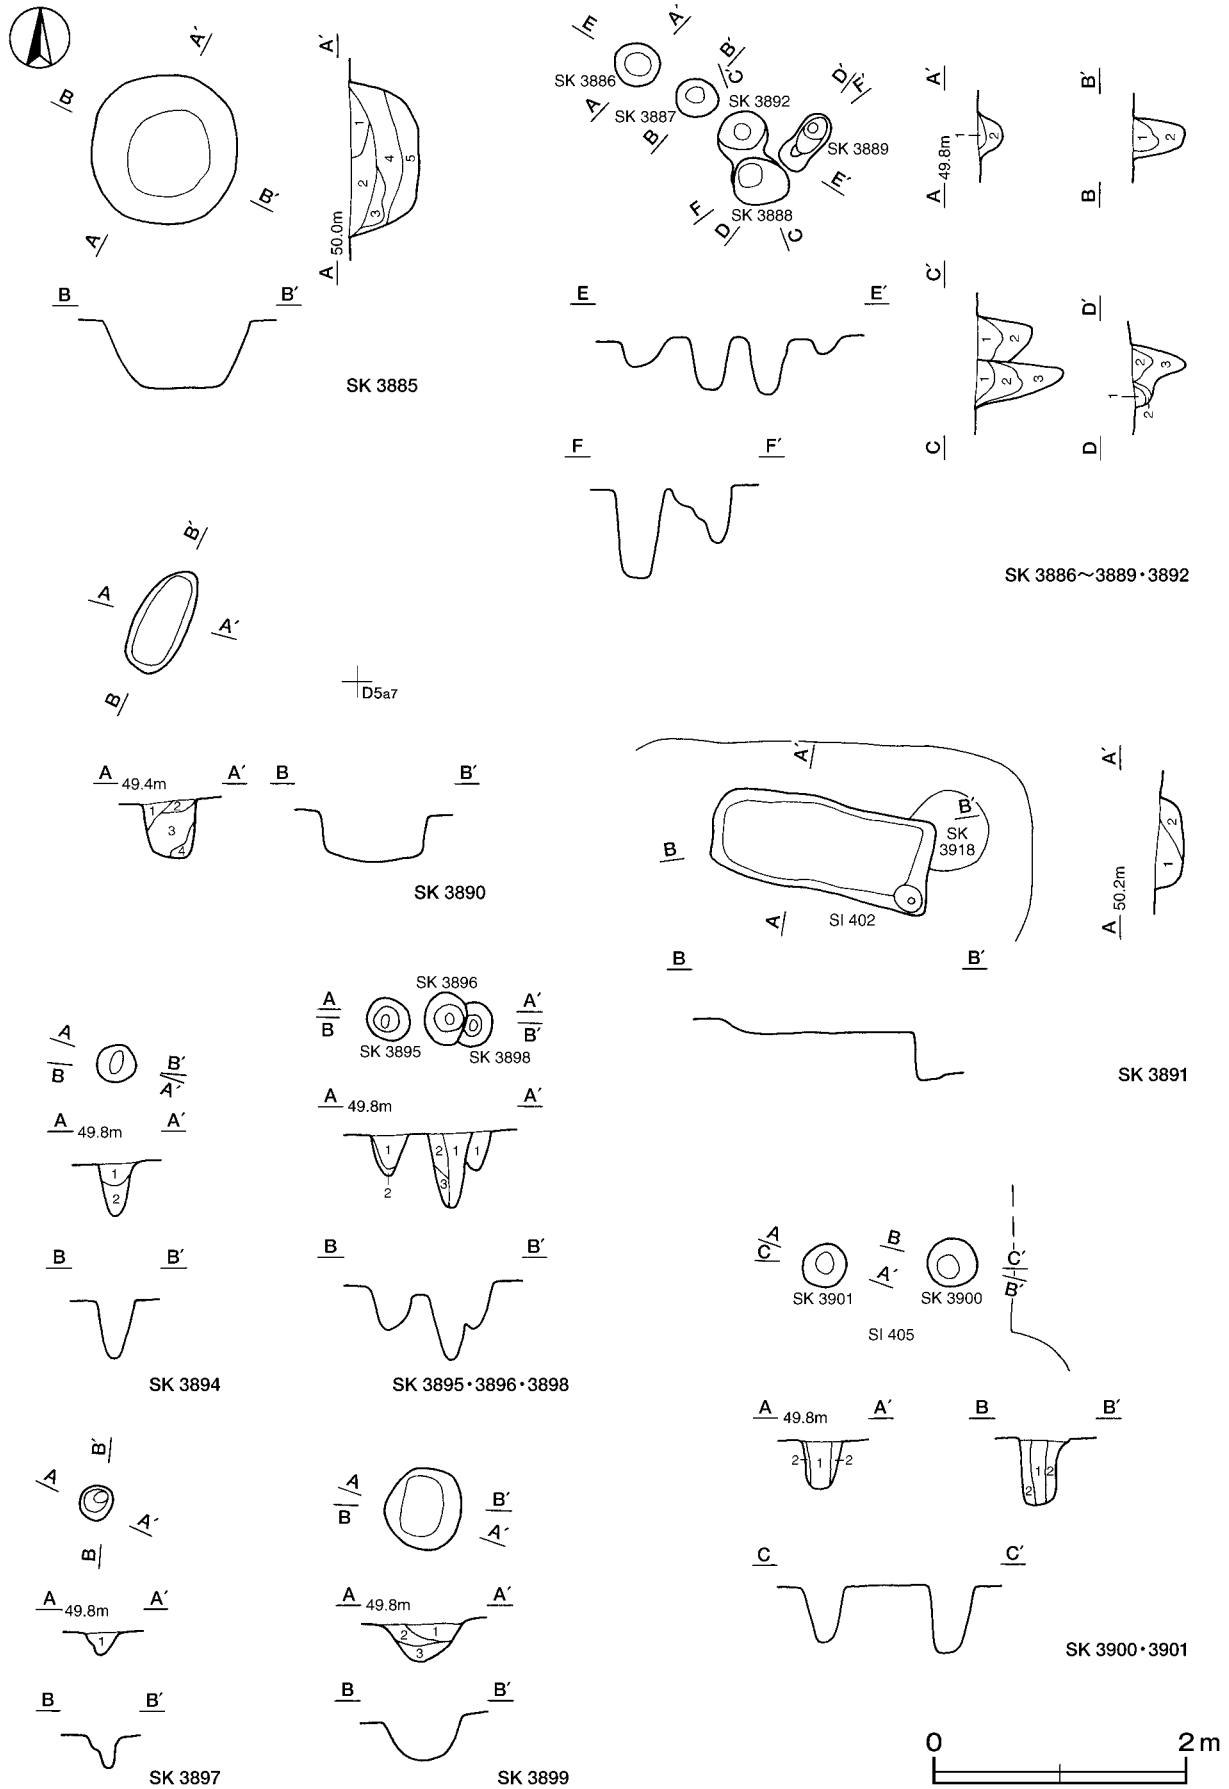 A´
B
B´
A
A´
1
2
3
4
5
A 50.0m
B B´
SK 3885
E
A´
SK 3886
B´
C´
A
SK 3887
SK 3892
D´
F´
B
SK 3889
E´
F
D
SK 3888
C
A´
1
2
A 49.8m
B´
1
2
B
E E´
C´
1
2
1
2
3
C
D´
2
3
1
2
D
F F´
SK 3886～3889・3892
B´
A
A´
B
D5a7
A 49.4m A´
1
2
3
4
B B´
SK 3890
A´
B´
SK
3918
B
A
SI 402
A´
2
1
A 50.2m
B B´
SK 3891
A
B
B´
A´
A 49.8m A´
1
2
B B´
SK 3894
SK 3896
A
B
A´
B´
SK 3895
SK 3898
A 49.8m A´
1
2
2
1
3
1
B B´
SK 3895・3896・3898
A
C
B
A´
C´
B´
SK 3901
SK 3900
SI 405
A 49.8m A´
2
1
2
B B´
1
2
2
C C´
SK 3900・3901
B´
A
A´
B
A 49.8m A´
1
B B´
SK 3897
A
B
B´
A´
A 49.8m A´
2
1
3
B B´
SK 3899
0 2 m